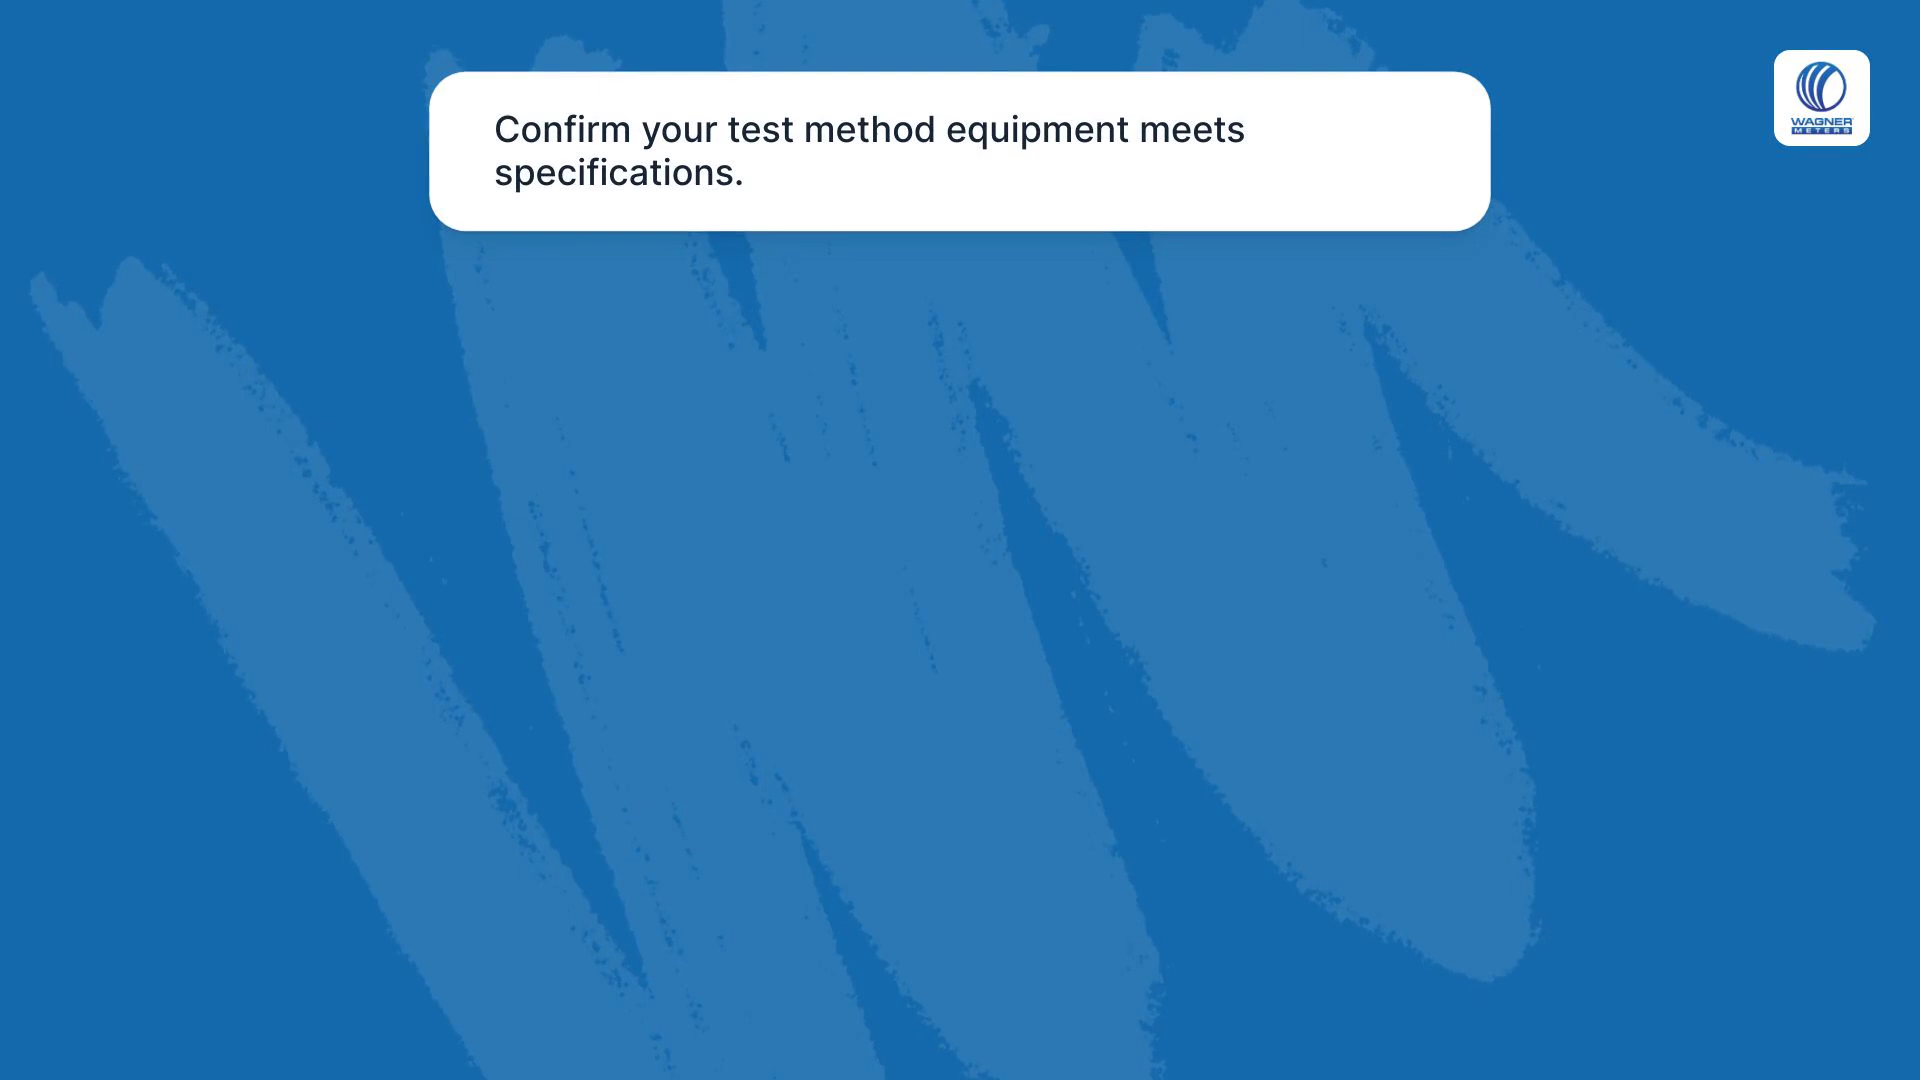 Confirm your test method equipment meets
specifications.
WAGNER
METERS